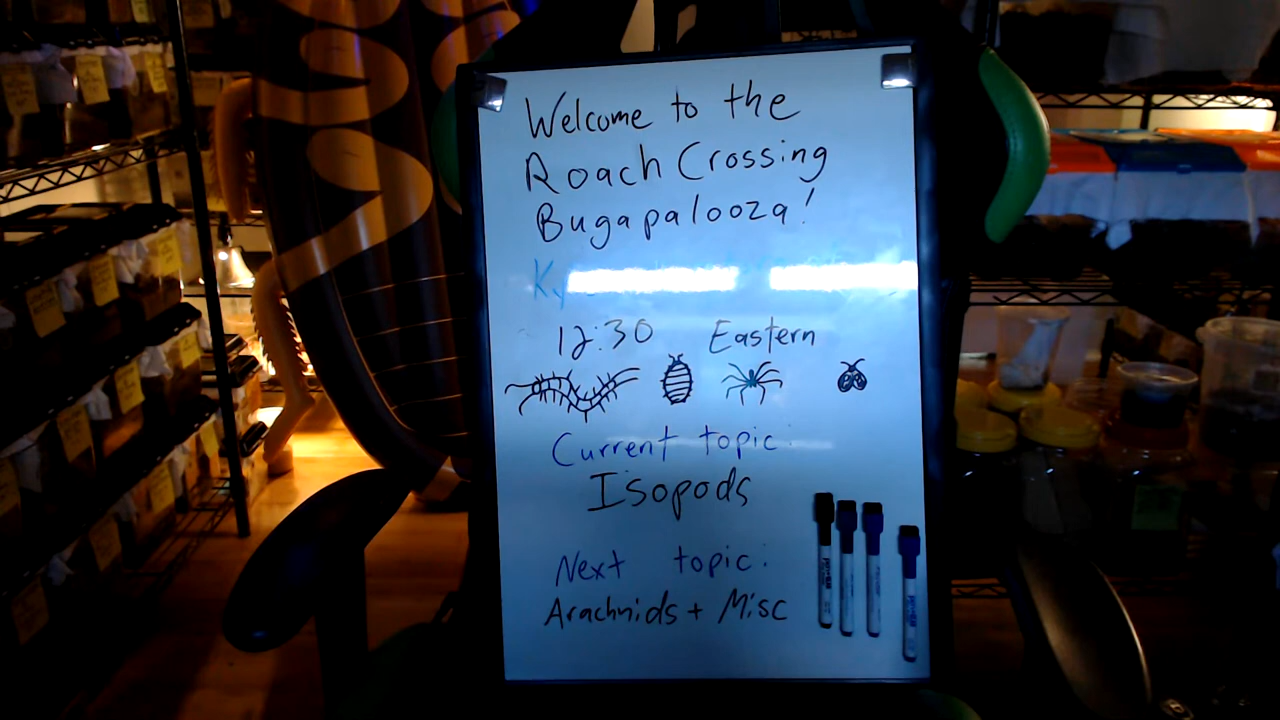 Welcome to the
Roach Crossing
Bugapalooza!
12:30 Eastern
Current topic:
Isopods
Next topic:
Arachnids + Misc